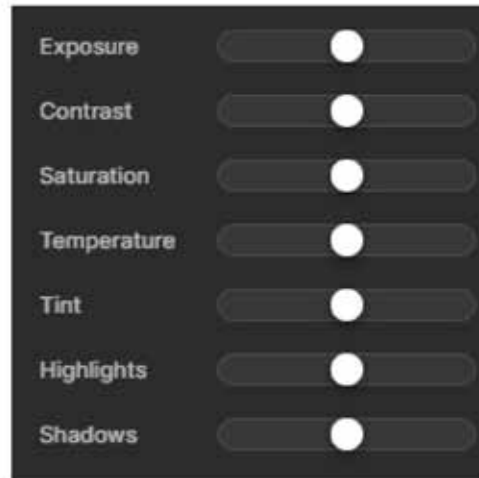 Exposure
Contrast
Saturation
Temperature
Tint
Highlights
Shadows